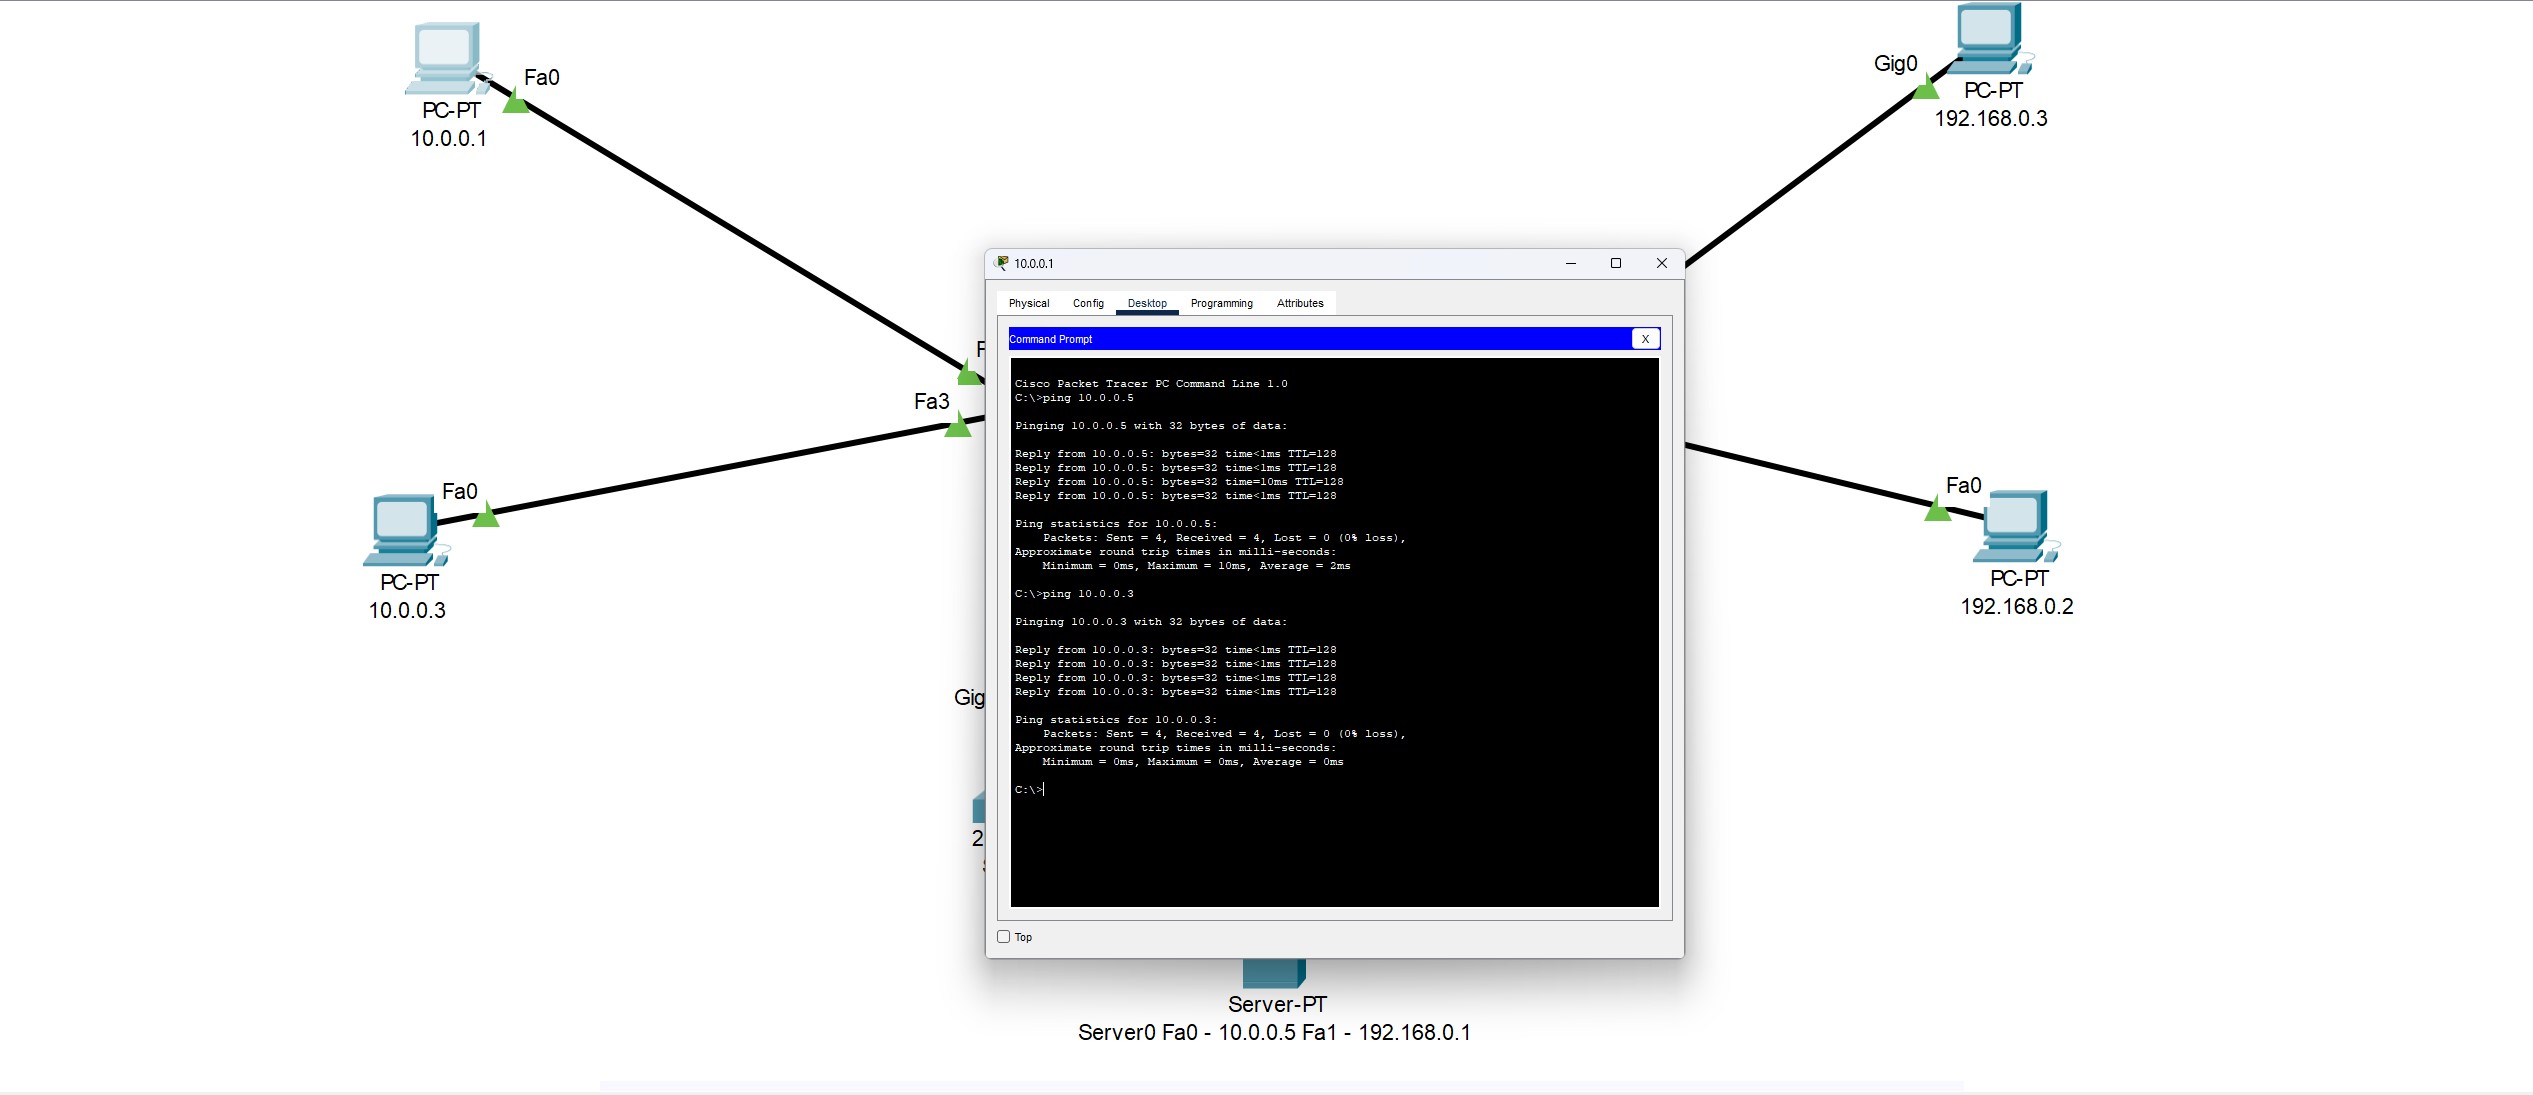 Fa0
PC-PT
10.0.0.1
Gig0
PC-PT
192.168.0.3
Fa3
Fa0
PC-PT
10.0.0.3
Fa0
PC-PT
192.168.0.2
Gig
10.0.0.1
Physical Config Desktop Programming Attributes
Command Prompt X
Cisco Packet Tracer PC Command Line 1.0
C:\>ping 10.0.0.5
Pinging 10.0.0.5 with 32 bytes of data:
Reply from 10.0.0.5: bytes=32 time<1ms TTL=128
Reply from 10.0.0.5: bytes=32 time<1ms TTL=128
Reply from 10.0.0.5: bytes=32 time=10ms TTL=128
Reply from 10.0.0.5: bytes=32 time<1ms TTL=128
Ping statistics for 10.0.0.5:
Packets: Sent = 4, Received = 4, Lost = 0 (0% loss),
Approximate round trip times in milli-seconds:
Minimum = 0ms, Maximum = 10ms, Average = 2ms
C:\>ping 10.0.0.3
Pinging 10.0.0.3 with 32 bytes of data:
Reply from 10.0.0.3: bytes=32 time<1ms TTL=128
Reply from 10.0.0.3: bytes=32 time<1ms TTL=128
Reply from 10.0.0.3: bytes=32 time<1ms TTL=128
Reply from 10.0.0.3: bytes=32 time<1ms TTL=128
Ping statistics for 10.0.0.3:
Packets: Sent = 4, Received = 4, Lost = 0 (0% loss),
Approximate round trip times in milli-seconds:
Minimum = 0ms, Maximum = 0ms, Average = 0ms
C:\>
Top
Server-PT
Server0 Fa0 - 10.0.0.5 Fa1 - 192.168.0.1